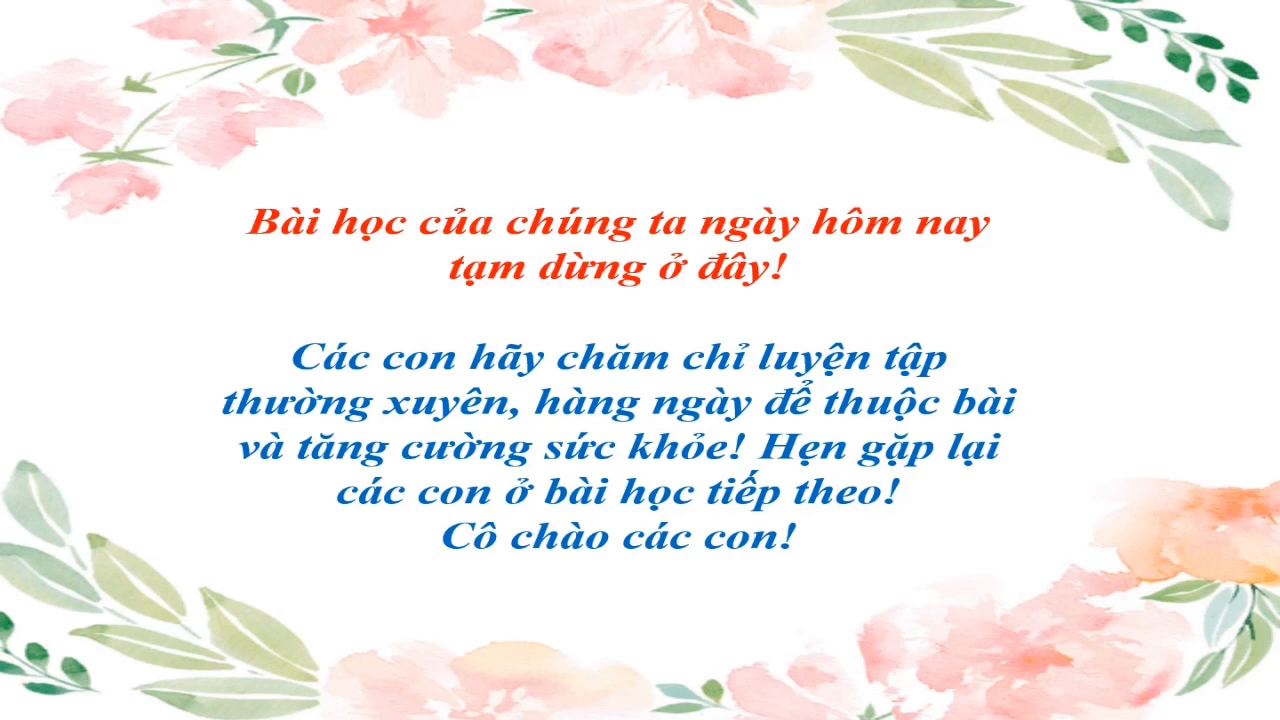 Bài học của chúng ta ngày hôm nay
tạm dừng ở đây!
Các con hãy chăm chỉ luyện tập
thường xuyên, hàng ngày để thuộc bài
và tăng cường sức khỏe! Hẹn gặp lại
các con ở bài học tiếp theo!
Cô chào các con!